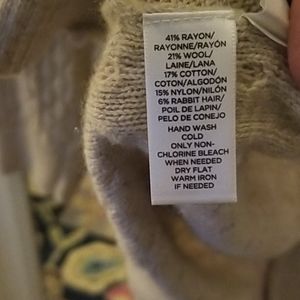 41% RAYON/
RAYONNE/RAYÓN
21% WOOL/
LAINE/LANA
17% COTTON/
COTON/ALGODÓN
15% NYLON/NILÓN
6% RABBIT HAIR/
POIL DE LAPIN/
PELO DE CONEJO
HAND WASH
COLD
ONLY NON-
CHLORINE BLEACH
WHEN NEEDED
DRY FLAT
WARM IRON
IF NEEDED